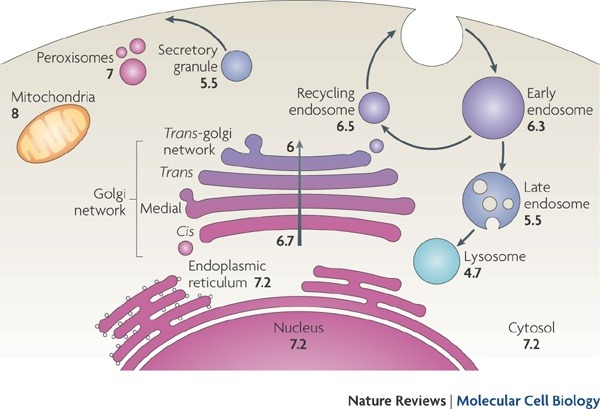 Peroxisomes
7
Secretory
granule
5.5
Mitochondria
8
Recycling
endosome
6.5
Early
endosome
6.3
Trans-golgi
network
6
Trans
Golgi
network
Medial
Cis
6.7
Late
endosome
5.5
Lysosome
4.7
Endoplasmic
reticulum 7.2
Nucleus
7.2
Cytosol
7.2
Nature Reviews | Molecular Cell Biology